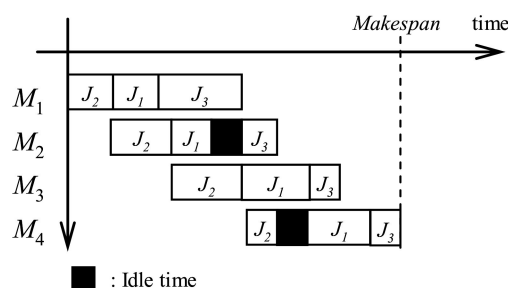 Makespan time
M1 J2 J1 J3
M2 J2 J1 J3
M3 J2 J1 J3
M4 J2 J1 J3
: Idle time